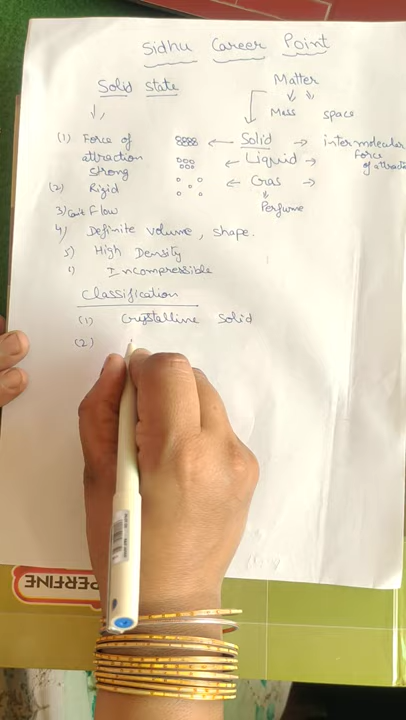 Sidhu Career Point
Solid state
Matter
Mass space
(1) Force of attraction strong
Solid → intermolecular force of attractio
Liquid →
Gas →
Perfume
(2) Rigid
3) Can't Flow
4) Definite volume, shape.
5) High Density
Incompressible
Classification
(1) Crystalline Solid
(2)
PERFINE